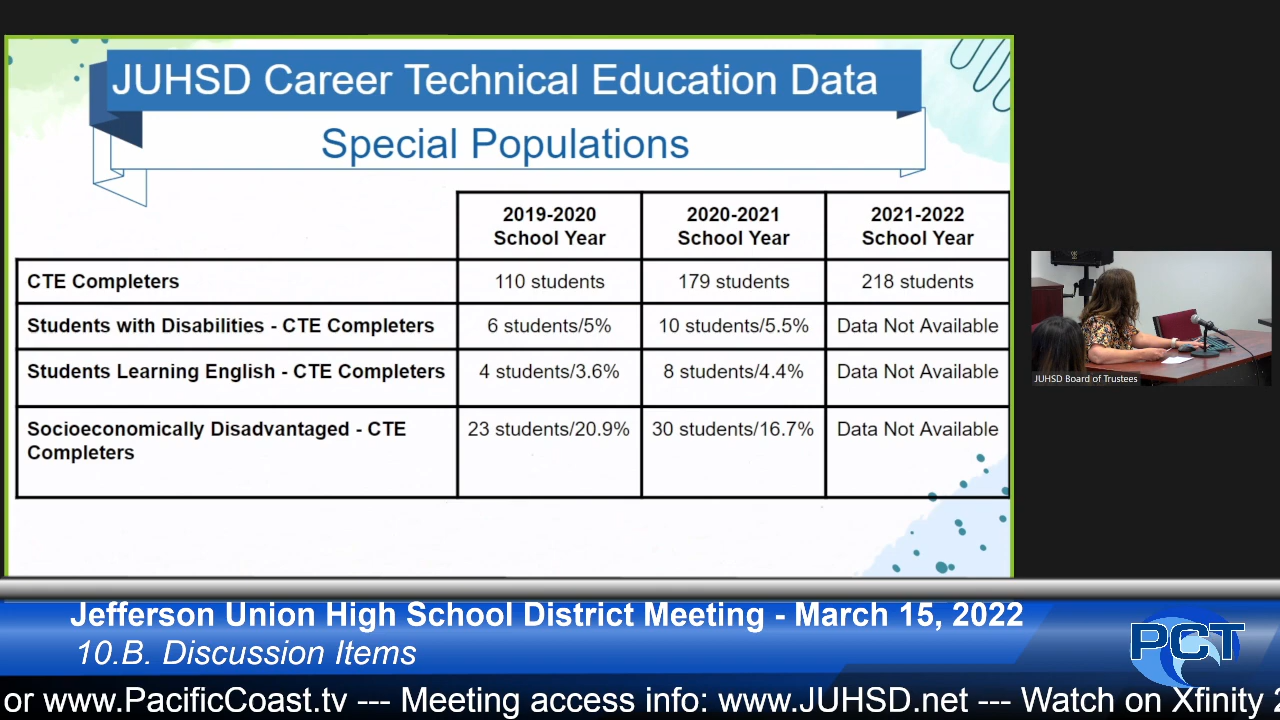 JUHSD Career Technical Education Data
Special Populations
2019-2020 School Year
2020-2021 School Year
2021-2022 School Year
CTE Completers
110 students
179 students
218 students
Students with Disabilities - CTE Completers
6 students/5%
10 students/5.5%
Data Not Available
Students Learning English - CTE Completers
4 students/3.6%
8 students/4.4%
Data Not Available
Socioeconomically Disadvantaged - CTE
Completers
23 students/20.9%
30 students/16.7%
Data Not Available
JUHSD Board of Trustees
Jefferson Union High School District Meeting - March 15, 2022
10.B. Discussion Items
PCT
or www.PacificCoast.tv --- Meeting access info: www.JUHSD.net --- Watch on Xfinity 2